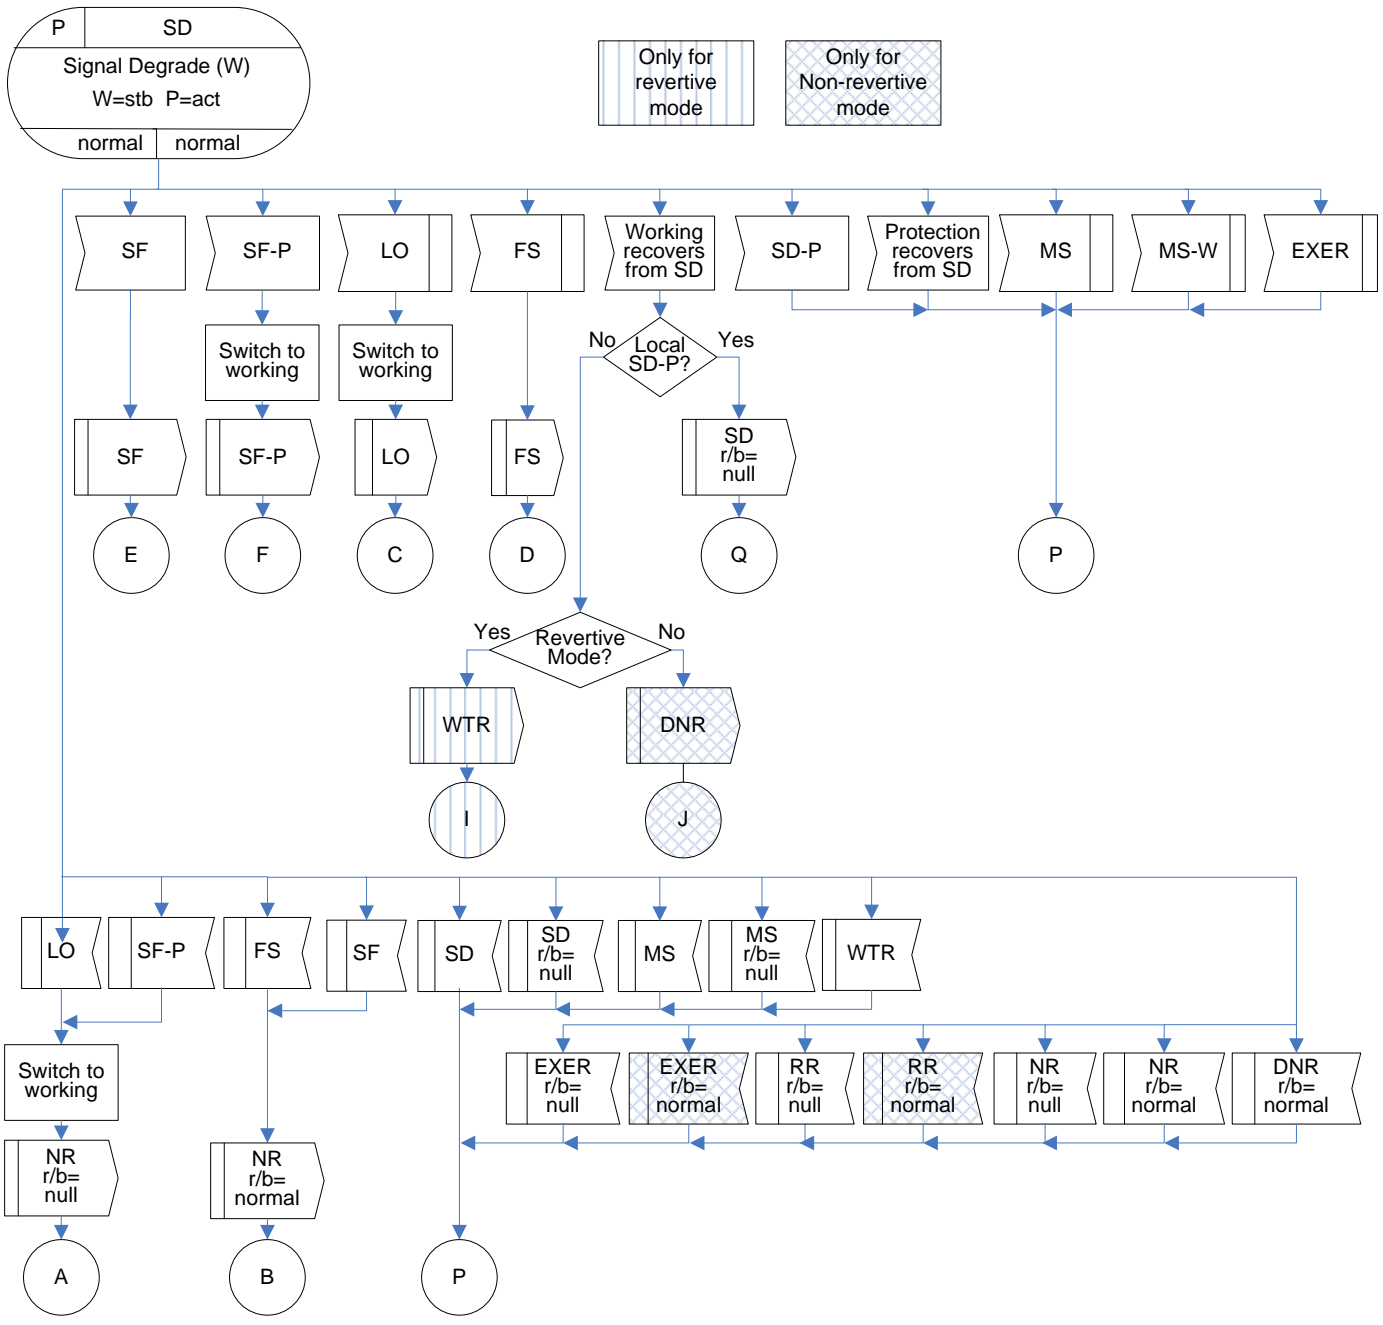 P
SD
Signal Degrade (W)
W=stb P=act
normal
normal
Only for
revertive
mode
Only for
Non-revertive
mode
SF
SF-P
LO
FS
Working
recovers
from SD
SD-P
Protection
recovers
from SD
MS
MS-W
EXER
Switch to
working
Switch to
working
No
Local
SD-P?
Yes
SF
SF-P
LO
FS
SD
r/b=
null
E
F
C
D
Q
P
Yes
Revertive
Mode?
No
WTR
DNR
I
J
LO
SF-P
FS
SF
SD
SD
r/b=
null
MS
MS
r/b=
null
WTR
EXER
r/b=
null
EXER
r/b=
normal
RR
r/b=
null
RR
r/b=
normal
NR
r/b=
null
NR
r/b=
normal
DNR
r/b=
normal
Switch to
working
NR
r/b=
null
NR
r/b=
normal
A
B
P